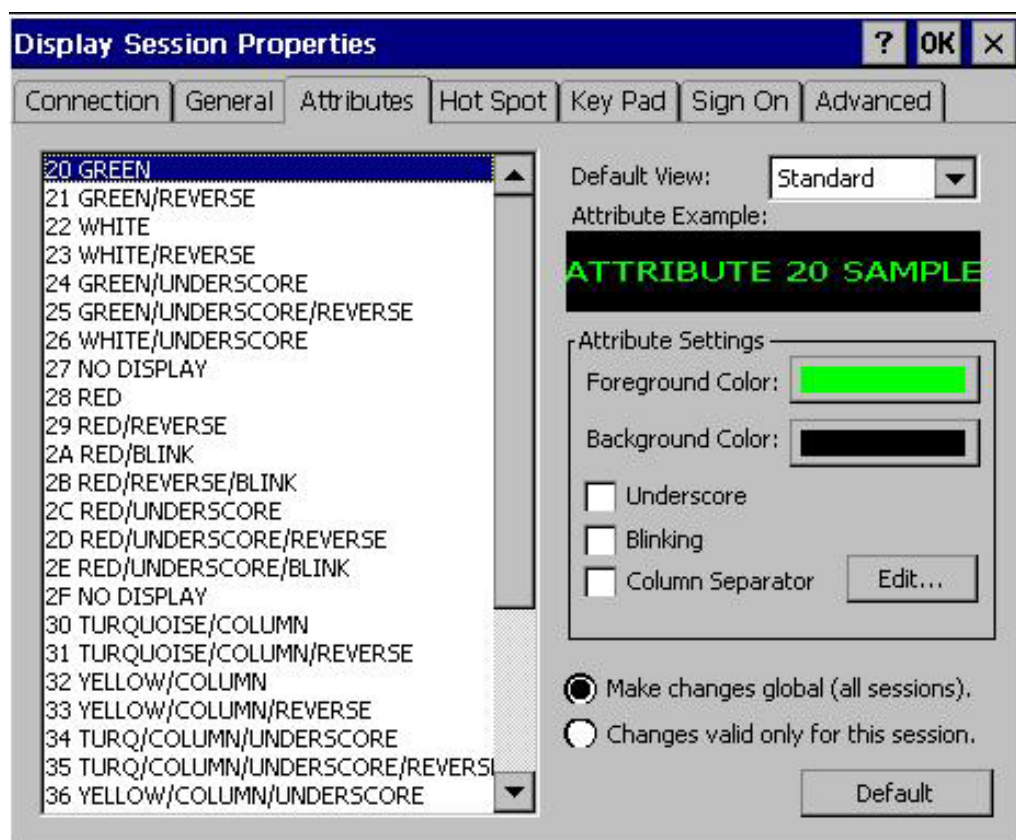 Display Session Properties ? OK ×
Connection General Attributes Hot Spot Key Pad Sign On Advanced
20 GREEN
21 GREEN/REVERSE
22 WHITE
23 WHITE/REVERSE
24 GREEN/UNDERSCORE
25 GREEN/UNDERSCORE/REVERSE
26 WHITE/UNDERSCORE
27 NO DISPLAY
28 RED
29 RED/REVERSE
2A RED/BLINK
2B RED/REVERSE/BLINK
2C RED/UNDERSCORE
2D RED/UNDERSCORE/REVERSE
2E RED/UNDERSCORE/BLINK
2F NO DISPLAY
30 TURQUOISE/COLUMN
31 TURQUOISE/COLUMN/REVERSE
32 YELLOW/COLUMN
33 YELLOW/COLUMN/REVERSE
34 TURQ/COLUMN/UNDERSCORE
35 TURQ/COLUMN/UNDERSCORE/REVERS
36 YELLOW/COLUMN/UNDERSCORE
Default View: Standard
Attribute Example:
ATTRIBUTE 20 SAMPLE
Attribute Settings
Foreground Color:
Background Color:
Underscore
Blinking
Column Separator Edit...
Make changes global (all sessions).
Changes valid only for this session.
Default